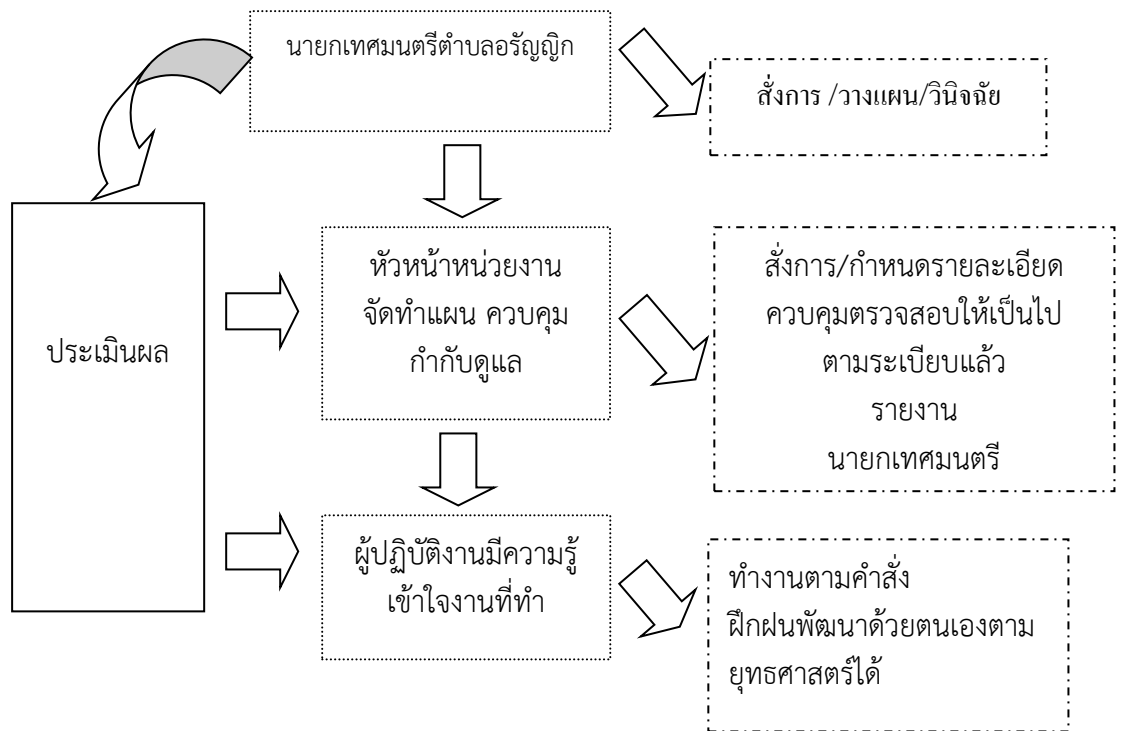 นายกเทศมนตรีตำบลอรัญญิก
สั่งการ /วางแผน/วินิจฉัย
หัวหน้าหน่วยงาน
จัดทำแผน ควบคุม
กำกับดูแล
สั่งการ/กำหนดรายละเอียด
ควบคุมตรวจสอบให้เป็นไป
ตามระเบียบแล้ว
รายงาน
นายกเทศมนตรี
ประเมินผล
ผู้ปฏิบัติงานมีความรู้
เข้าใจงานที่ทำ
ทำงานตามคำสั่ง
ฝึกฝนพัฒนาด้วยตนเองตาม
ยุทธศาสตร์ได้